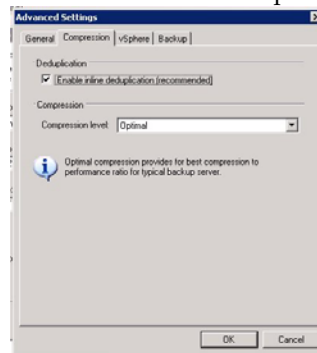 Advanced Settings
General Compression vSphere Backup
Deduplication
Enable inline deduplication (recommended)
Compression
Compression level: Optimal
Optimal compression provides for best compression to
performance ratio for typical backup server.
OK Cancel